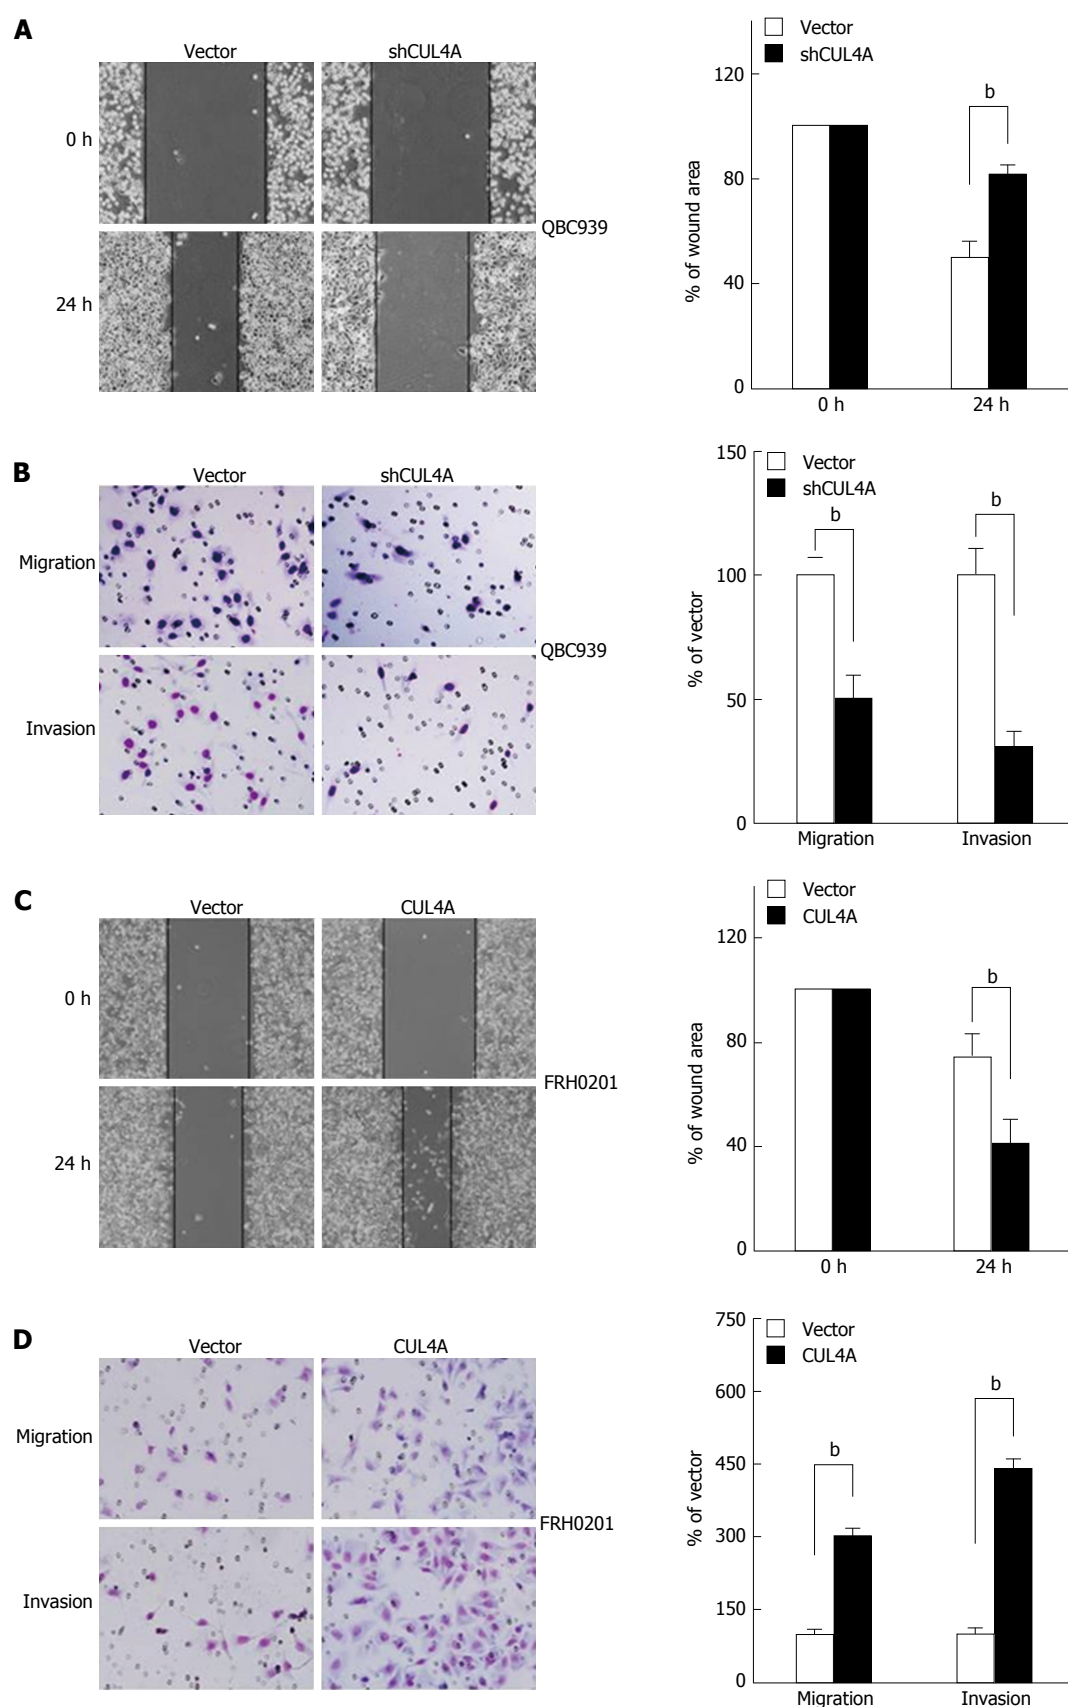 A
Vector
shCUL4A
0 h
24 h
QBC939
Vector
shCUL4A
b
% of wound area
120
80
40
0
0 h
24 h
B
Vector
shCUL4A
Migration
Invasion
QBC939
Vector
shCUL4A
b
b
% of vector
150
100
50
0
Migration
Invasion
C
Vector
CUL4A
0 h
24 h
FRH0201
Vector
CUL4A
b
% of wound area
120
80
40
0
0 h
24 h
D
Vector
CUL4A
Migration
Invasion
FRH0201
Vector
CUL4A
b
b
% of vector
750
600
450
300
150
0
Migration
Invasion